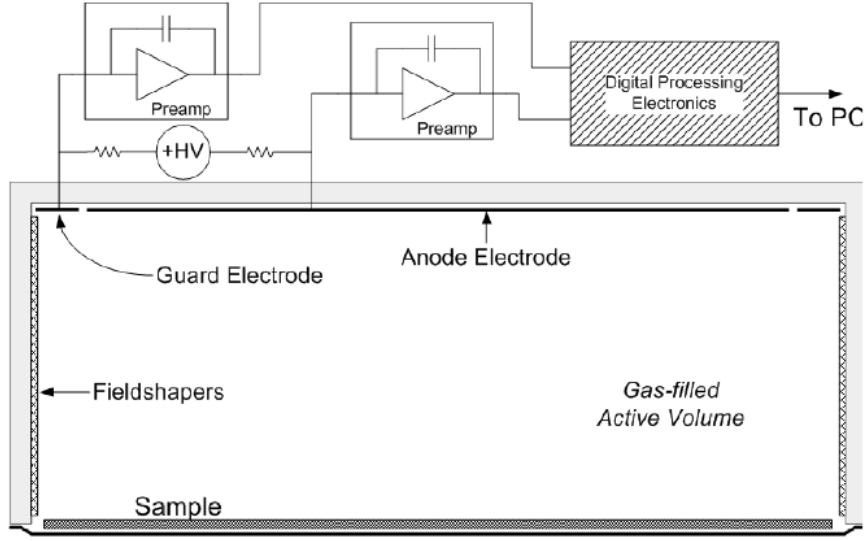 Preamp
+HV
Preamp
Digital Processing
Electronics
To PC
Guard Electrode
Anode Electrode
Fieldshapers
Gas-filled
Active Volume
Sample